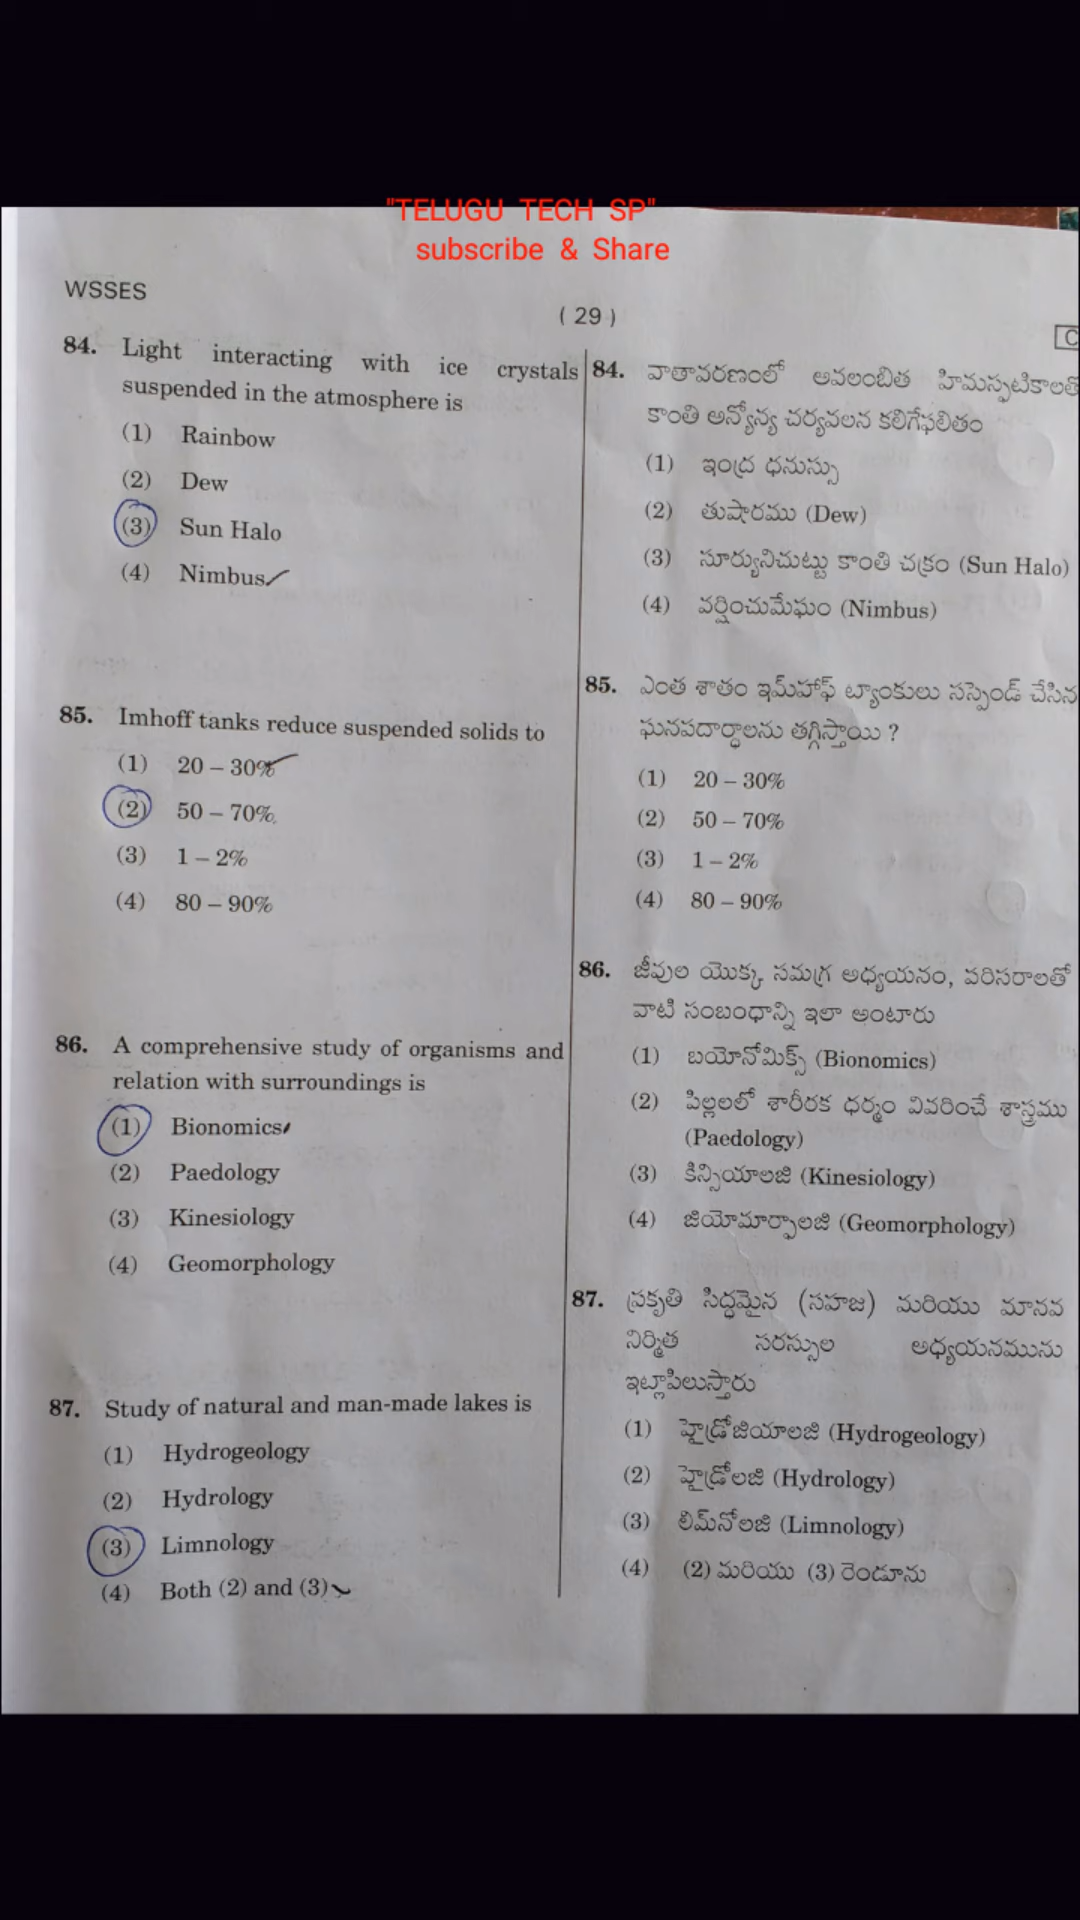 "TELUGU TECH SP"
subscribe & Share
WSSES
( 29 )
C
84. Light interacting with ice crystals
suspended in the atmosphere is
(1) Rainbow
(2) Dew
(3) Sun Halo
(4) Nimbus
85. Imhoff tanks reduce suspended solids to
(1) 20 – 30%
(2) 50 – 70%
(3) 1 – 2%
(4) 80 – 90%
86. A comprehensive study of organisms and
relation with surroundings is
(1) Bionomics
(2) Paedology
(3) Kinesiology
(4) Geomorphology
87. Study of natural and man-made lakes is
(1) Hydrogeology
(2) Hydrology
(3) Limnology
(4) Both (2) and (3)
84. వాతావరణంలో అవలంబిత హిమస్ఫటికాలతో
కాంతి అన్యోన్య చర్యవలన కలిగేఫలితం
(1) ఇంద్ర ధనుస్సు
(2) తుషారము (Dew)
(3) సూర్యునిచుట్టు కాంతి చక్రం (Sun Halo)
(4) వర్షించుమేఘం (Nimbus)
85. ఎంత శాతం ఇమ్‌హాఫ్ ట్యాంకులు సస్పెండ్ చేసిన
ఘనపదార్థాలను తగ్గిస్తాయి ?
(1) 20 – 30%
(2) 50 – 70%
(3) 1 – 2%
(4) 80 – 90%
86. జీవుల యొక్క సమగ్ర అధ్యయనం, పరిసరాలతో
వాటి సంబంధాన్ని ఇలా అంటారు
(1) బయోనోమిక్స్ (Bionomics)
(2) పిల్లలలో శారీరక ధర్మం వివరించే శాస్త్రము
(Paedology)
(3) కిన్సియాలజి (Kinesiology)
(4) జియోమార్ఫాలజి (Geomorphology)
87. ప్రకృతి సిద్ధమైన (సహజ) మరియు మానవ
నిర్మిత సరస్సుల అధ్యయనమును
ఇట్లాపిలుస్తారు
(1) హైడ్రోజియాలజి (Hydrogeology)
(2) హైడ్రోలజి (Hydrology)
(3) లిమ్‌నోలజి (Limnology)
(4) (2) మరియు (3) రెండూను